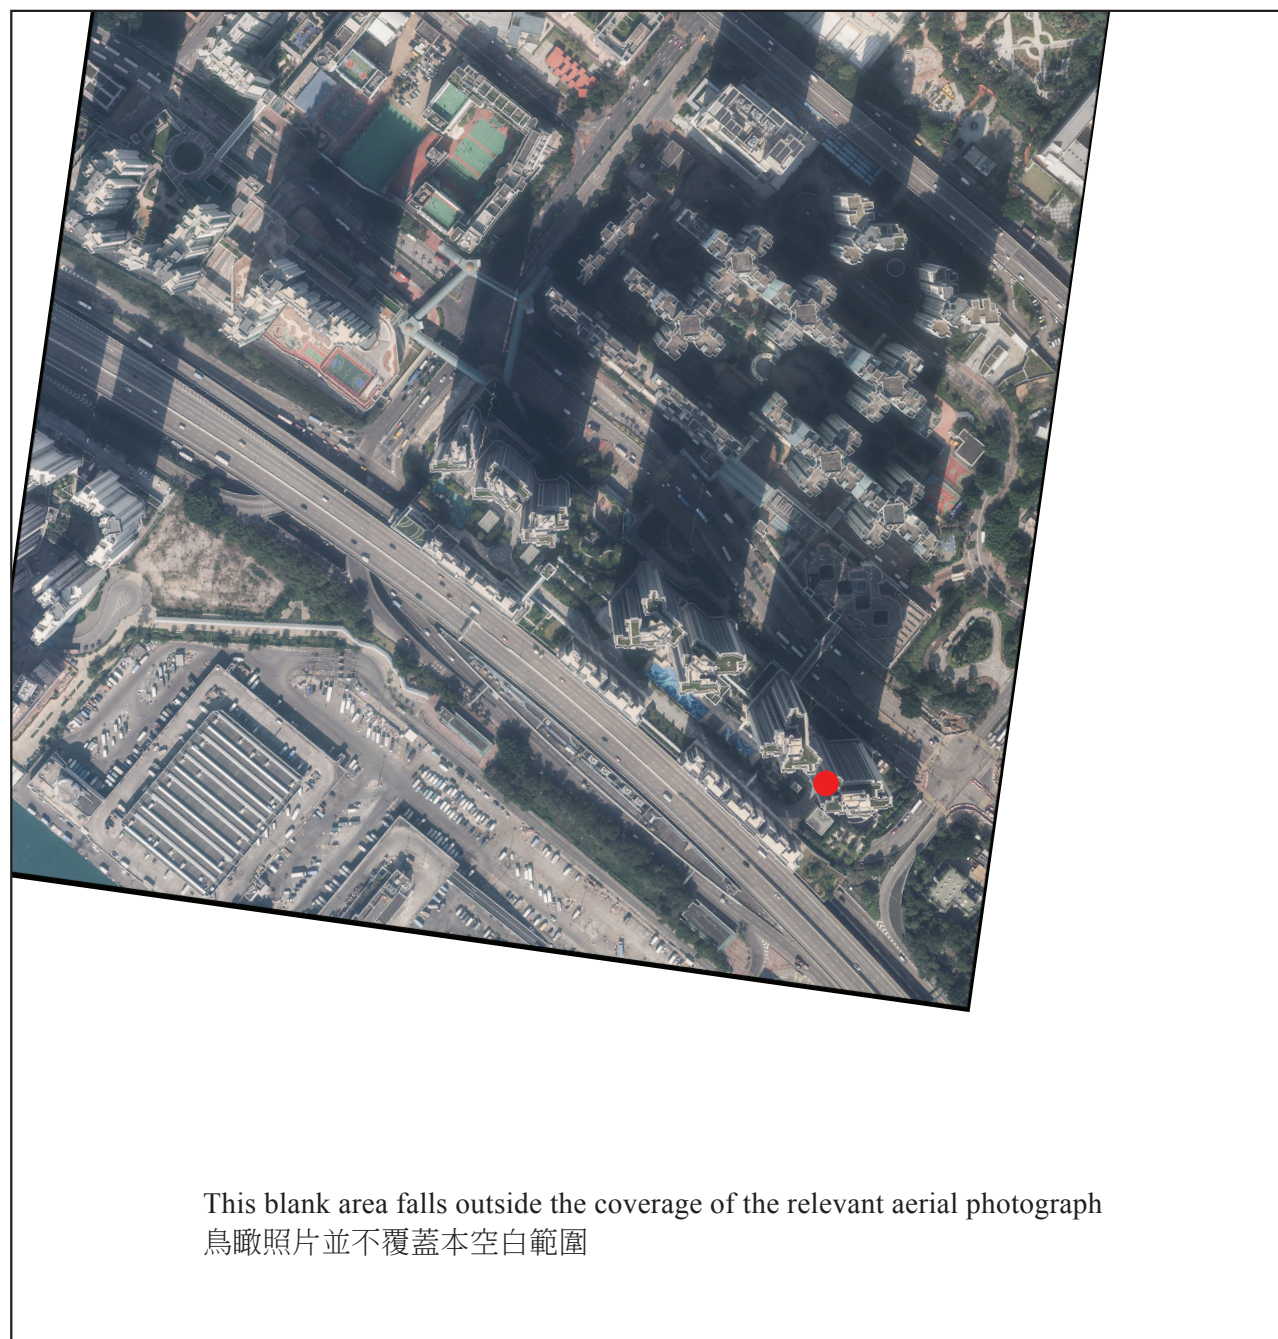 This blank area falls outside the coverage of the relevant aerial photograph
鳥瞰照片並不覆蓋本空白範圍